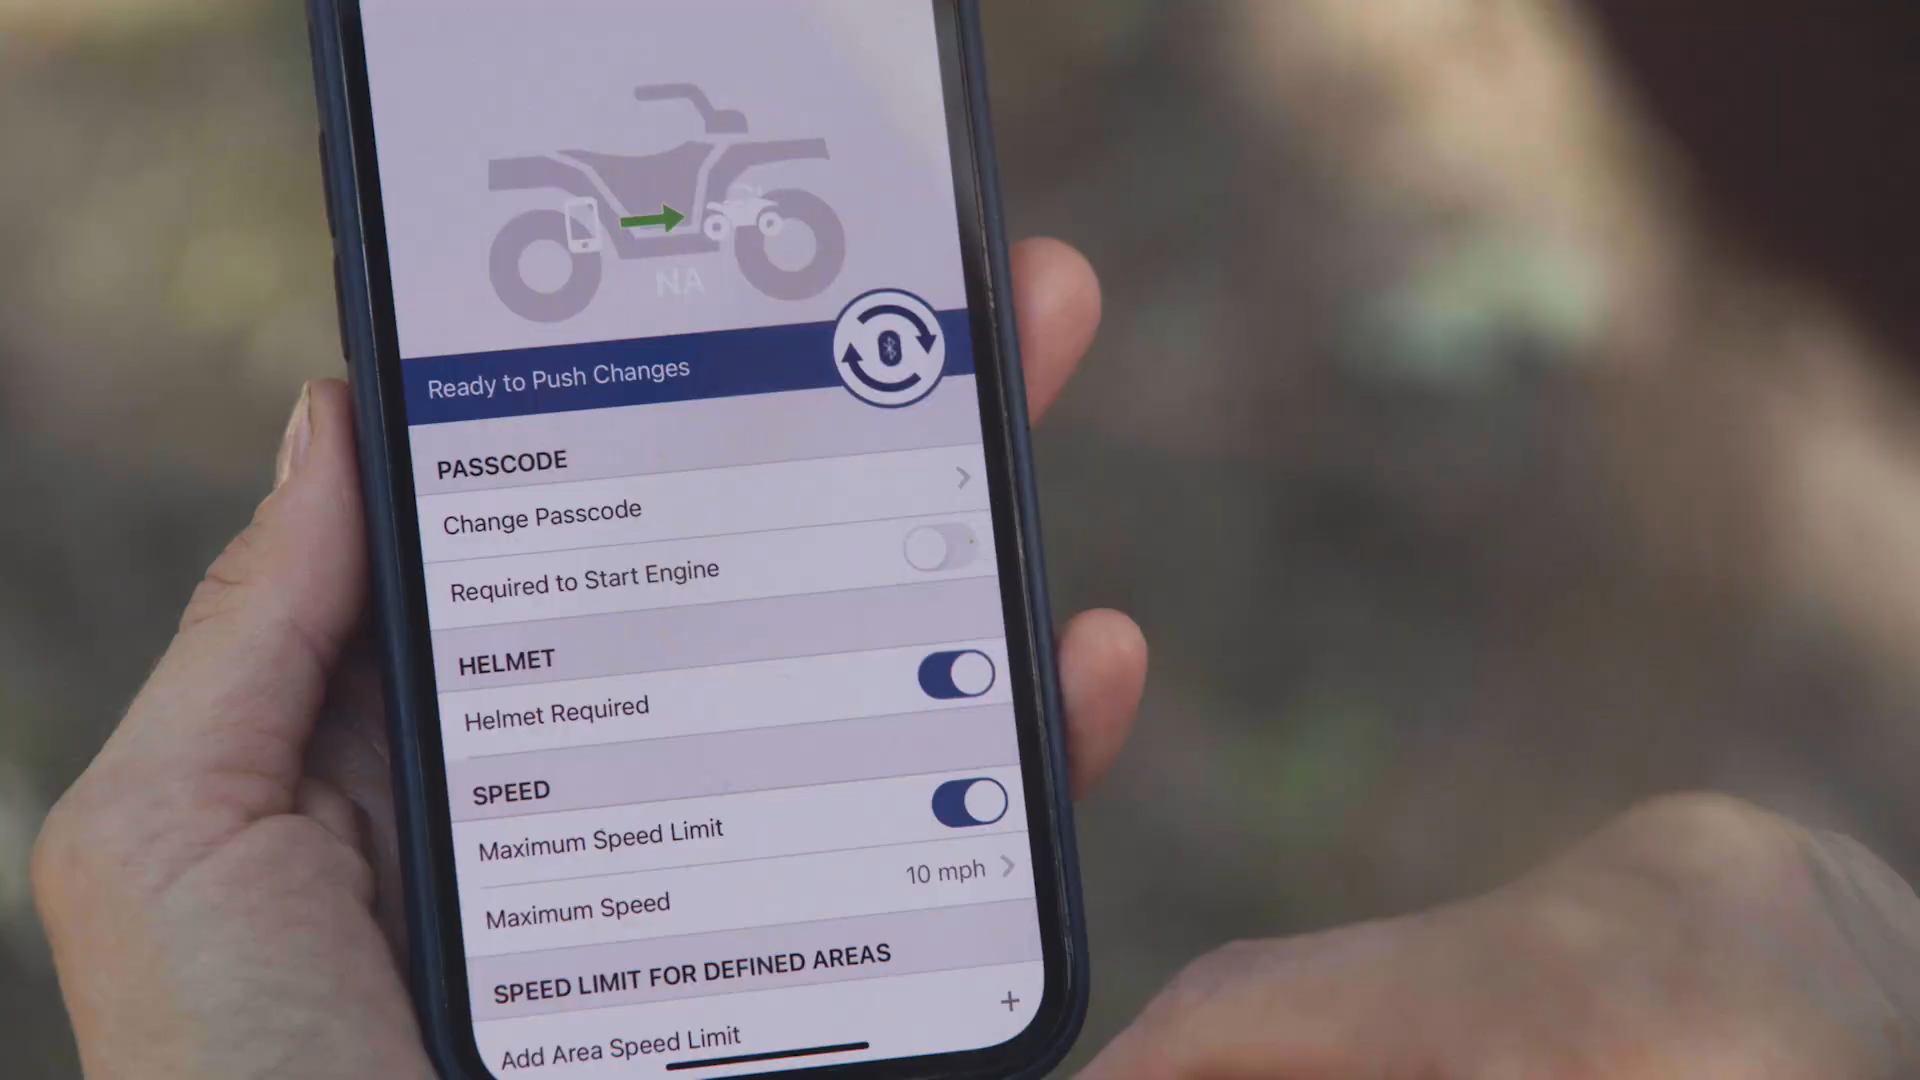 NA
Ready to Push Changes
PASSCODE
Change Passcode
Required to Start Engine
HELMET
Helmet Required
SPEED
Maximum Speed Limit
Maximum Speed 10 mph
SPEED LIMIT FOR DEFINED AREAS
Add Area Speed Limit +